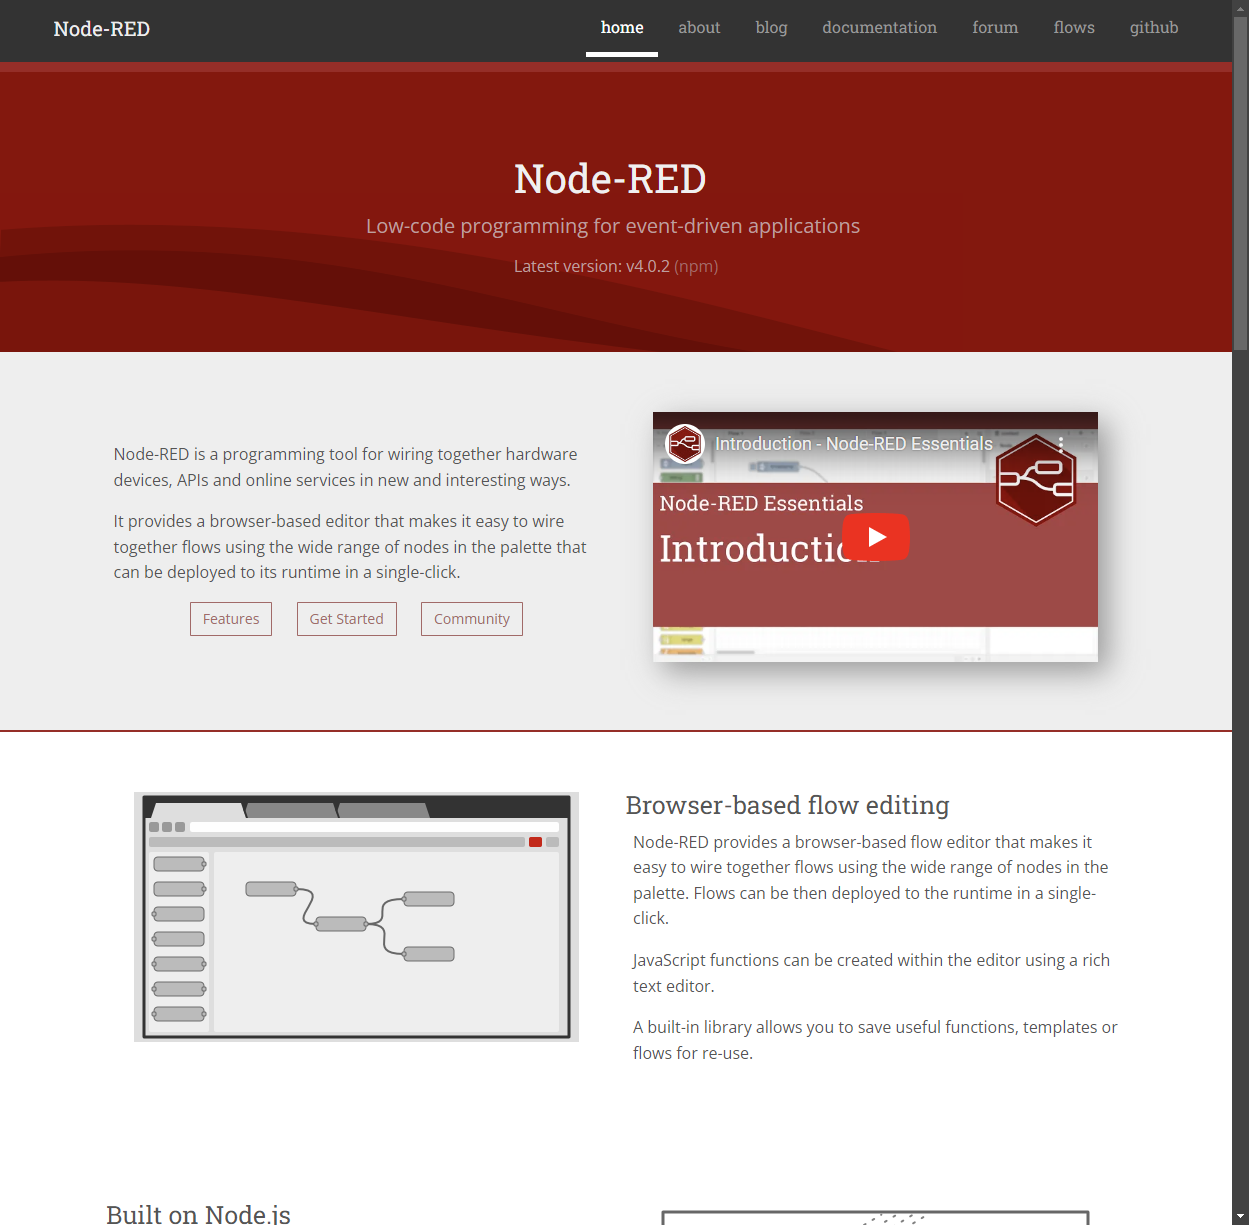 Node-RED
home about blog documentation forum flows github
Node-RED
Low-code programming for event-driven applications
Latest version: v4.0.2 (npm)
Node-RED is a programming tool for wiring together hardware
devices, APIs and online services in new and interesting ways.
It provides a browser-based editor that makes it easy to wire
together flows using the wide range of nodes in the palette that
can be deployed to its runtime in a single-click.
Features Get Started Community
Introduction - Node-RED Essentials
Node-RED Essentials
Introduction
Browser-based flow editing
Node-RED provides a browser-based flow editor that makes it
easy to wire together flows using the wide range of nodes in the
palette. Flows can be then deployed to the runtime in a single-
click.
JavaScript functions can be created within the editor using a rich
text editor.
A built-in library allows you to save useful functions, templates or
flows for re-use.
Built on Node.js